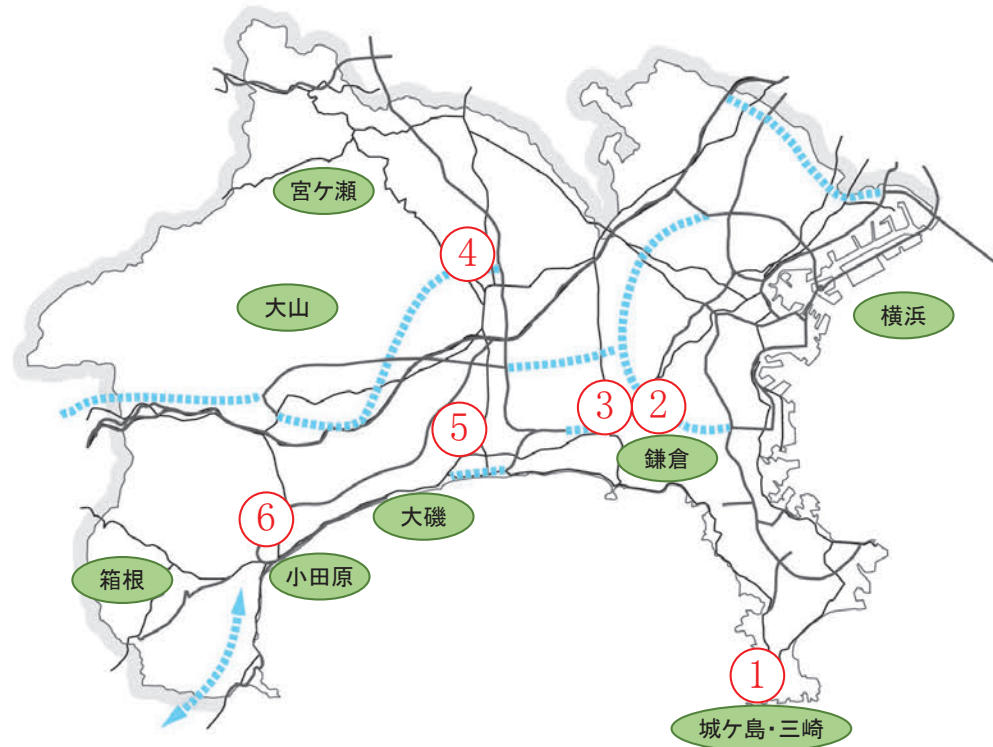 宮ケ瀬
④
大山
横浜
③
②
⑤
鎌倉
大磯
⑥
箱根
小田原
①
城ケ島・三崎